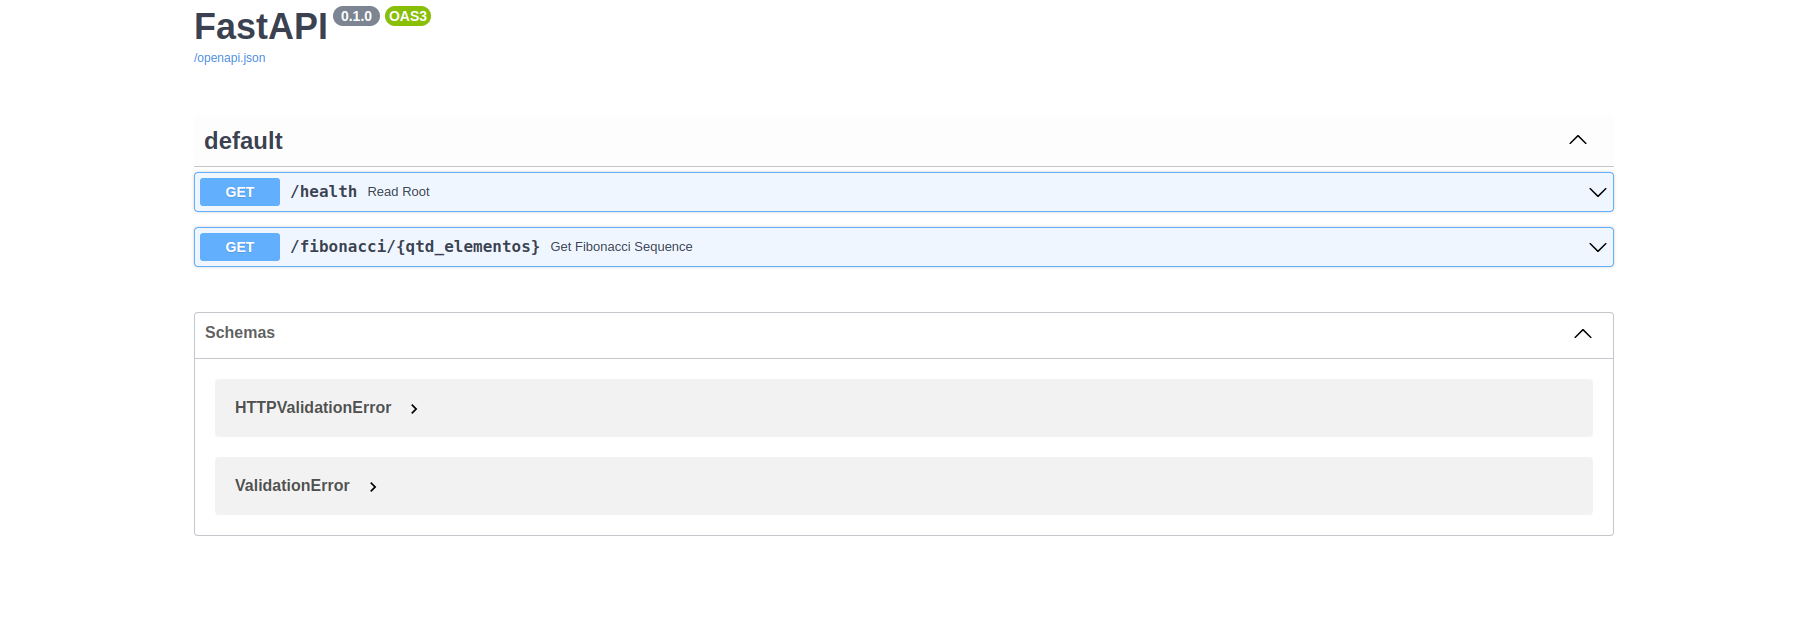 FastAPI 0.1.0 OAS3
/openapi.json
default
GET /health Read Root
GET /fibonacci/{qtd_elementos} Get Fibonacci Sequence
Schemas
HTTPValidationError
ValidationError